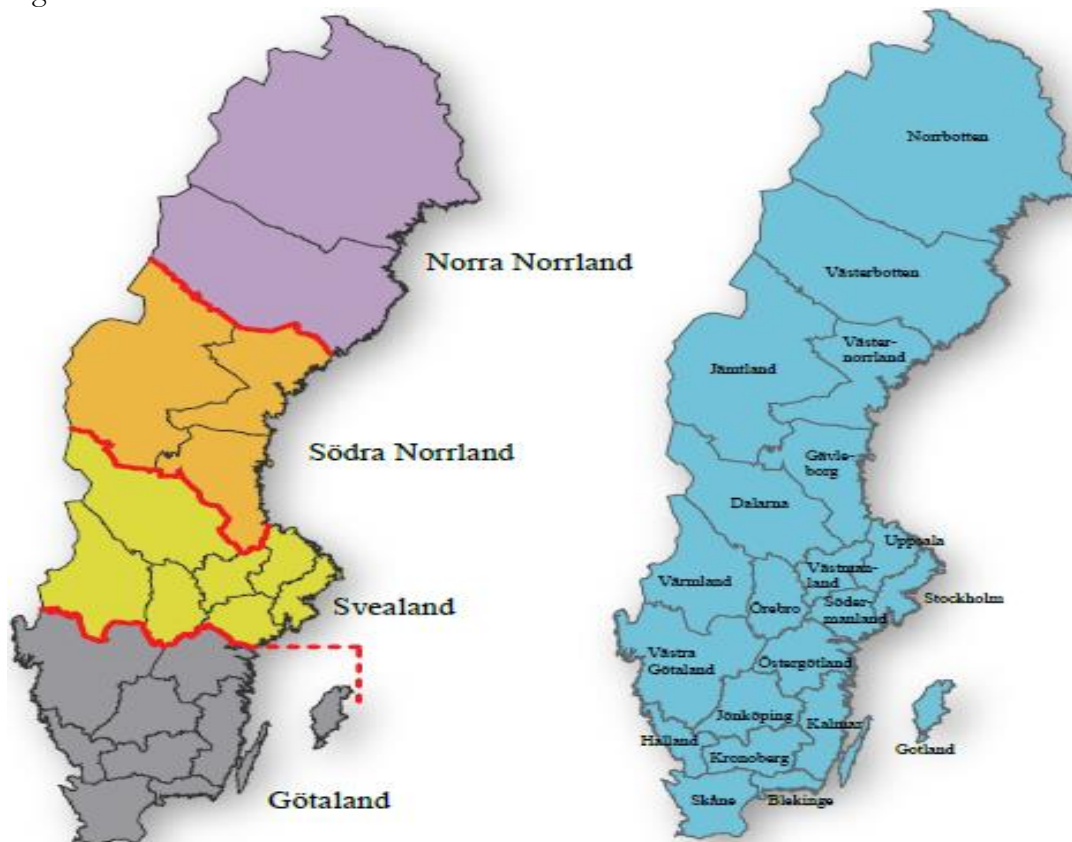 Norra Norrland
Södra Norrland
Svealand
Götaland
Norrbotten
Västerbotten
Väster-
norrland
Jämtland
Gävle-
borg
Dalarna
Uppsala
Västman-
land
Värmland
Örebro
Söder-
manland
Stockholm
Västra
Götaland
Östergötland
Jönköping
Kalmar
Halland
Gotland
Kronoberg
Skåne
Blekinge